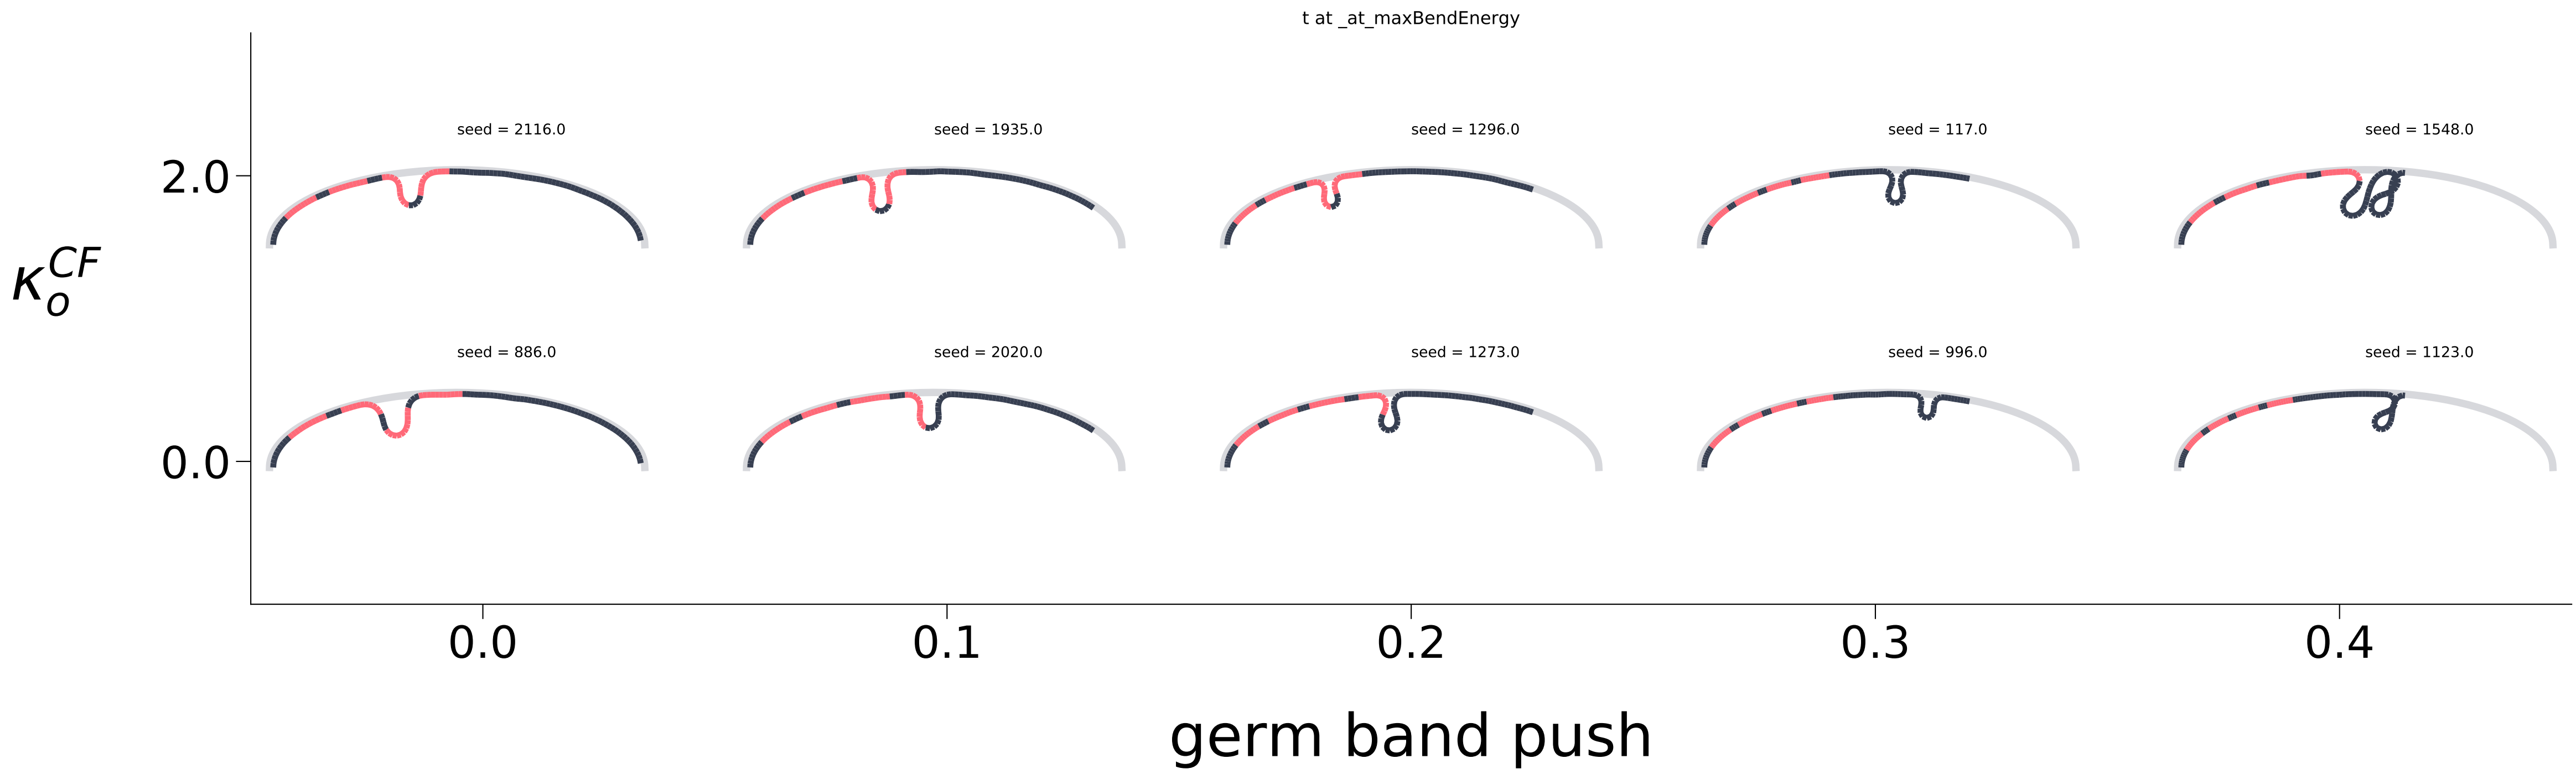 t at _at_maxBendEnergy
seed = 2116.0 seed = 1935.0 seed = 1296.0 seed = 117.0 seed = 1548.0
2.0
κ_o^CF
seed = 886.0 seed = 2020.0 seed = 1273.0 seed = 996.0 seed = 1123.0
0.0
0.0 0.1 0.2 0.3 0.4
germ band push